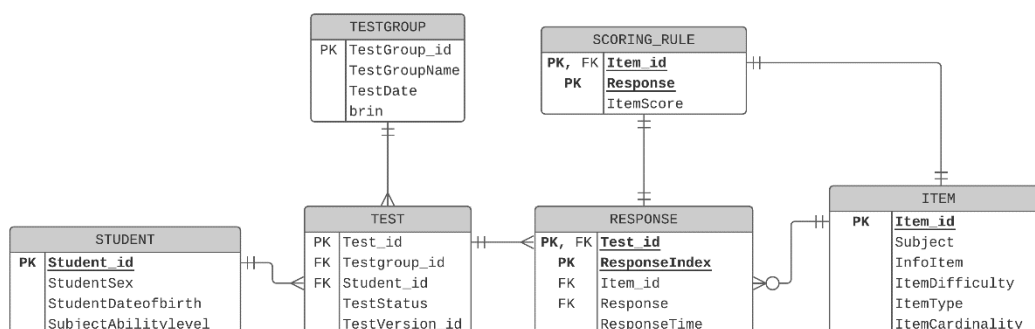 TESTGROUP
PK TestGroup_id
TestGroupName
TestDate
brin
SCORING_RULE
PK, FK Item_id
PK Response
ItemScore
STUDENT
PK Student_id
StudentSex
StudentDateofbirth
SubjectAbilitylevel
TEST
PK Test_id
FK Testgroup_id
FK Student_id
TestStatus
TestVersion_id
RESPONSE
PK, FK Test_id
PK ResponseIndex
FK Item_id
FK Response
ResponseTime
ITEM
PK Item_id
Subject
InfoItem
ItemDifficulty
ItemType
ItemCardinality